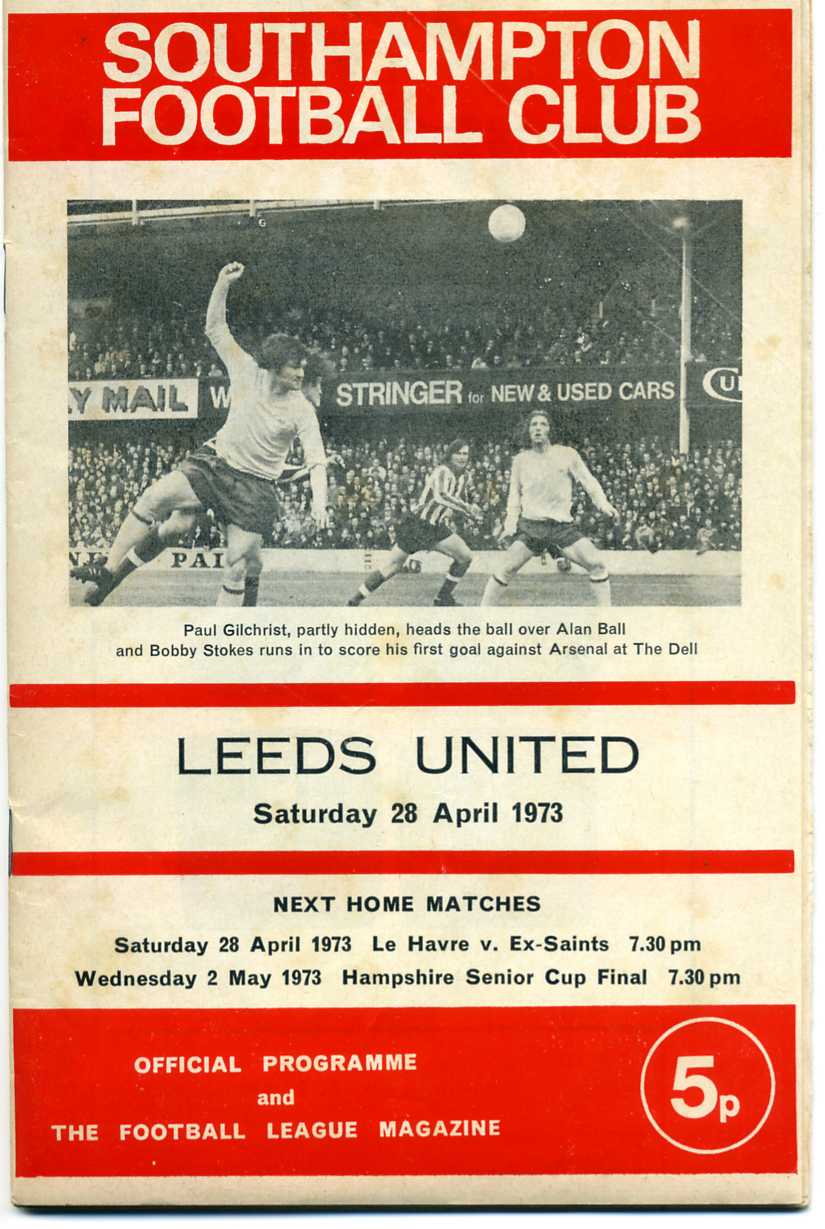 SOUTHAMPTON
FOOTBALL CLUB
G
Y MAIL
STRINGER for NEW & USED CARS
PAI
Paul Gilchrist, partly hidden, heads the ball over Alan Ball
and Bobby Stokes runs in to score his first goal against Arsenal at The Dell
LEEDS UNITED
Saturday 28 April 1973
NEXT HOME MATCHES
Saturday 28 April 1973 Le Havre v. Ex-Saints 7.30 pm
Wednesday 2 May 1973 Hampshire Senior Cup Final 7.30 pm
OFFICIAL PROGRAMME
and
THE FOOTBALL LEAGUE MAGAZINE
5p